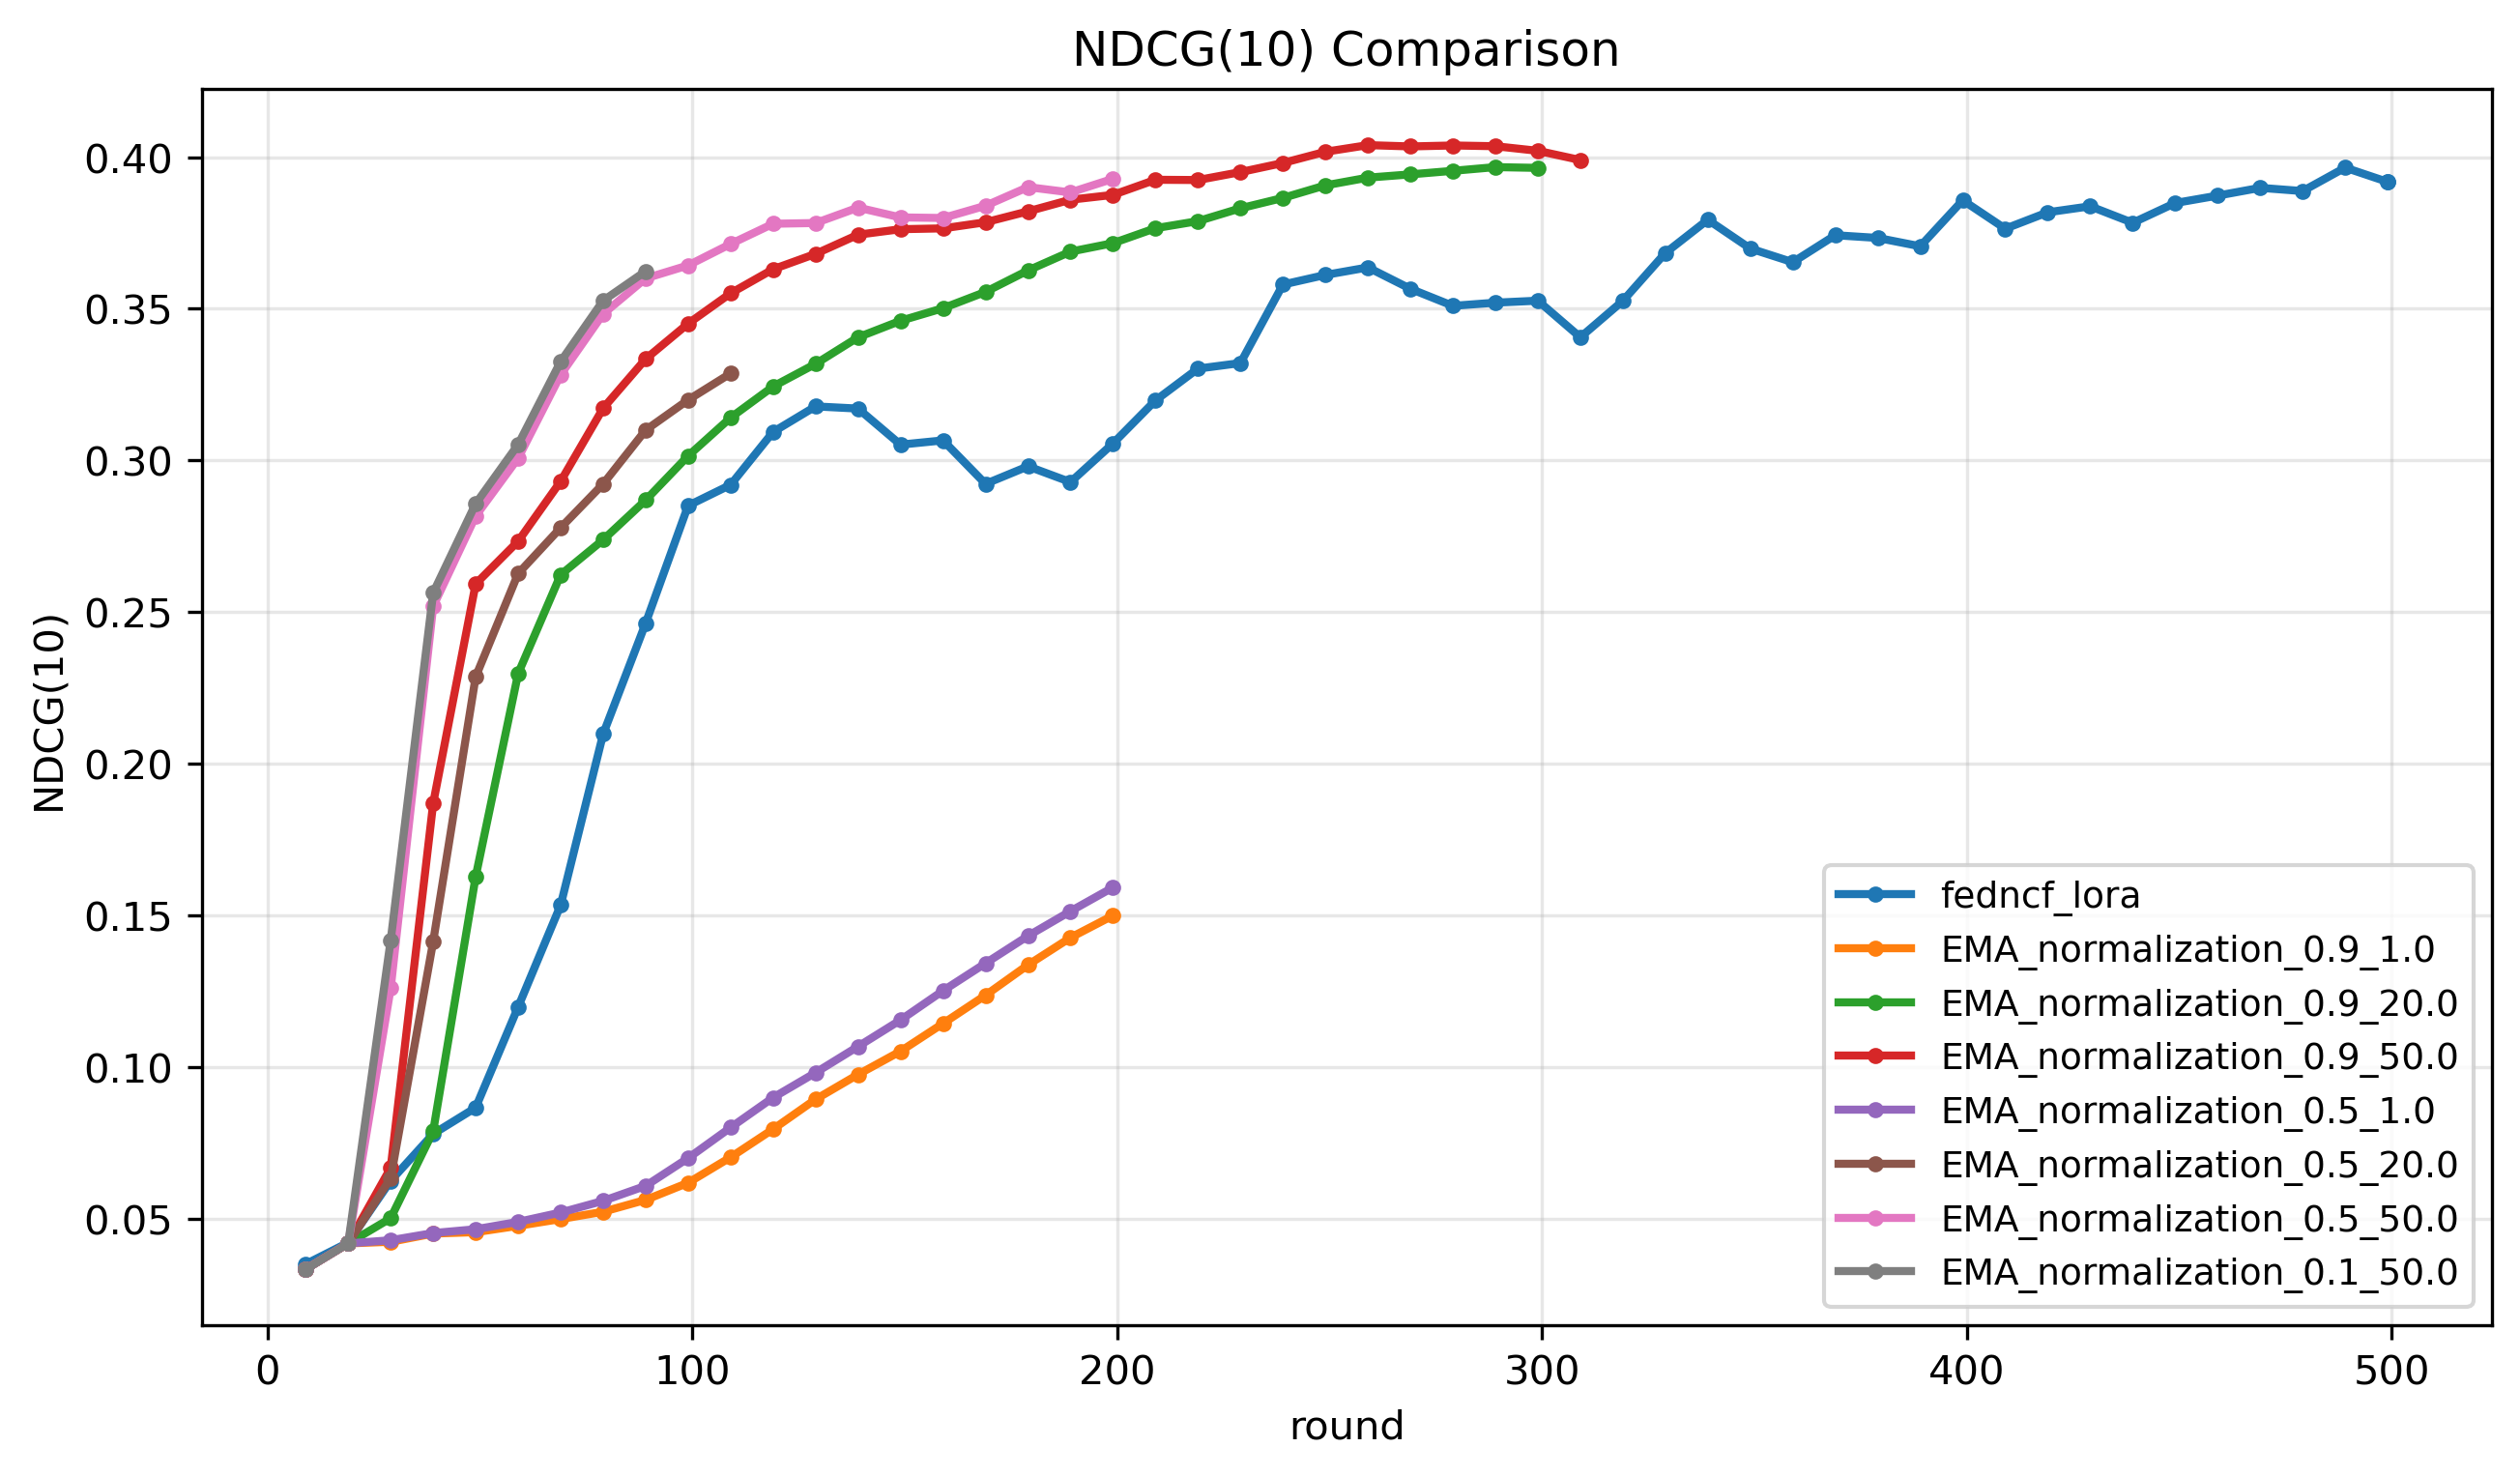 NDCG(10) Comparison
NDCG(10)
0.40
0.35
0.30
0.25
0.20
0.15
0.10
0.05
0
100
200
300
400
500
round
fedncf_lora
EMA_normalization_0.9_1.0
EMA_normalization_0.9_20.0
EMA_normalization_0.9_50.0
EMA_normalization_0.5_1.0
EMA_normalization_0.5_20.0
EMA_normalization_0.5_50.0
EMA_normalization_0.1_50.0